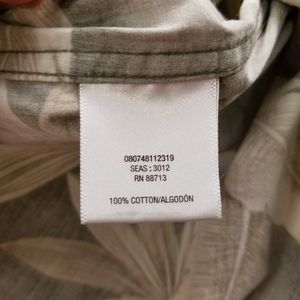 080748112319
SEAS : 3012
RN 88713
100% COTTON/ALGODÓN